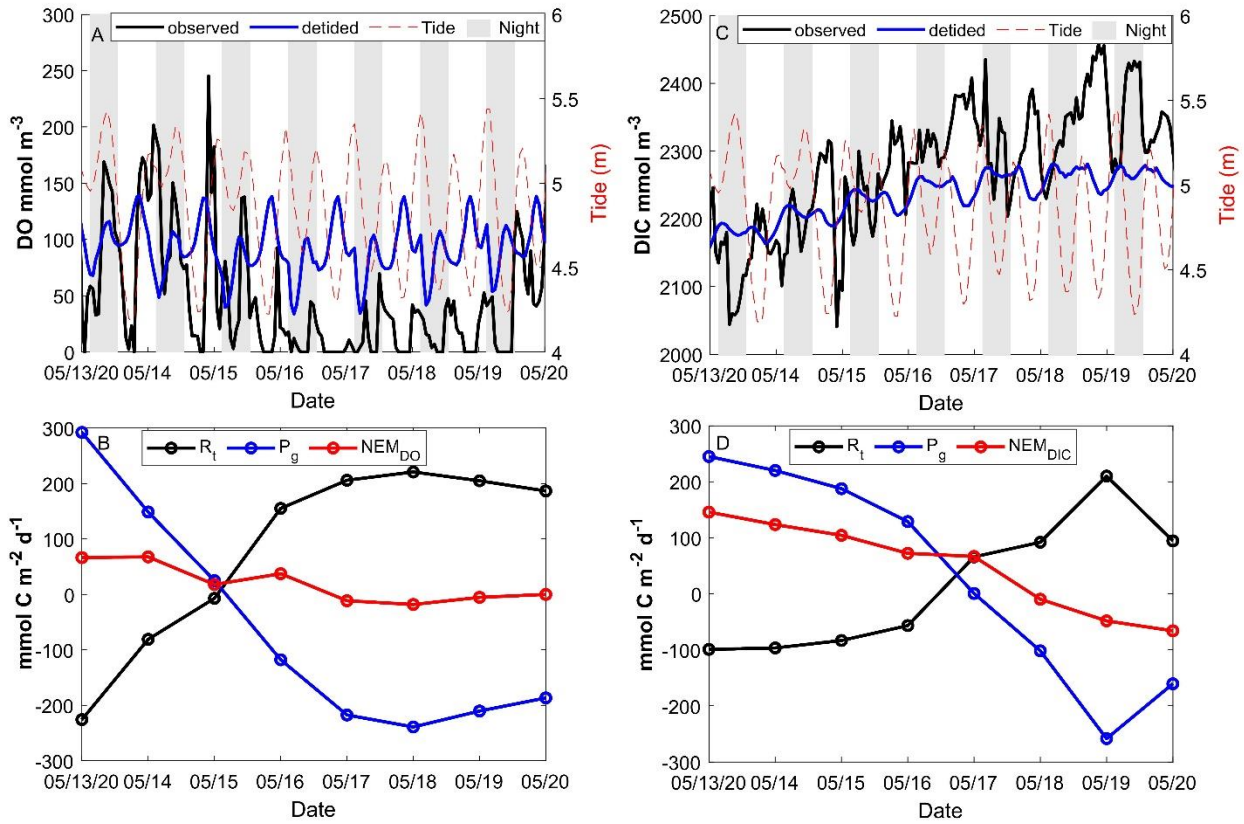 A
observed detided Tide Night
300
250
200
150
100
50
0
DO mmol m-3
6
5.5
5
4.5
4
Tide (m)
05/13/20 05/14 05/15 05/16 05/17 05/18 05/19 05/20
Date
C
observed detided Tide Night
2500
2400
2300
2200
2100
2000
DIC mmol m-3
6
5.5
5
4.5
4
Tide (m)
05/13/20 05/14 05/15 05/16 05/17 05/18 05/19 05/20
Date
B
Rt Pg NEMDO
300
200
100
0
-100
-200
-300
mmol C m-2 d-1
05/13/20 05/14 05/15 05/16 05/17 05/18 05/19 05/20
Date
D
Rt Pg NEMDIC
300
200
100
0
-100
-200
-300
mmol C m-2 d-1
05/13/20 05/14 05/15 05/16 05/17 05/18 05/19 05/20
Date